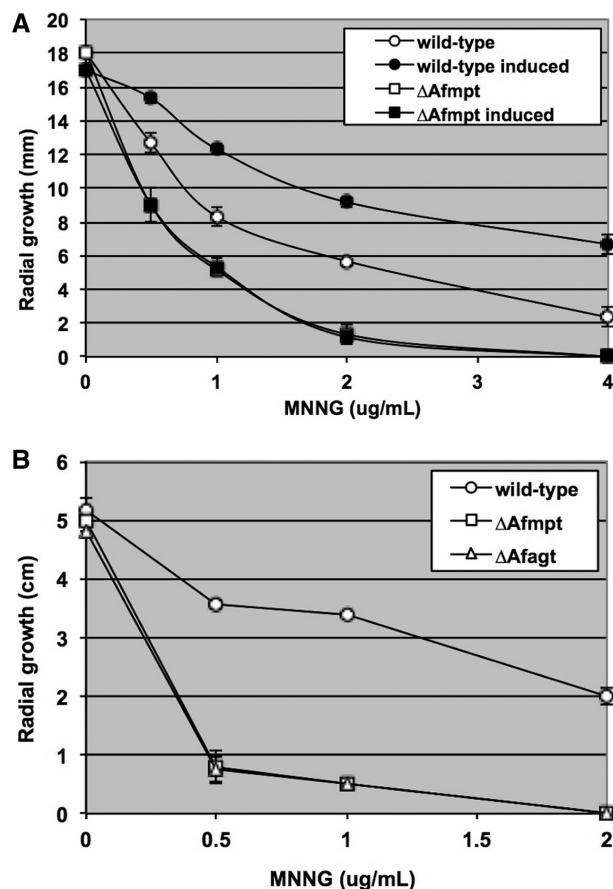 A
20
18
16
14
12
10
8
6
4
2
0
Radial growth (mm)
wild-type
wild-type induced
ΔAfmpt
ΔAfmpt induced
0 1 2 3 4
MNNG (ug/mL)
B
6
5
4
3
2
1
0
Radial growth (cm)
wild-type
ΔAfmpt
ΔAfagt
0 0.5 1 1.5 2
MNNG (ug/mL)